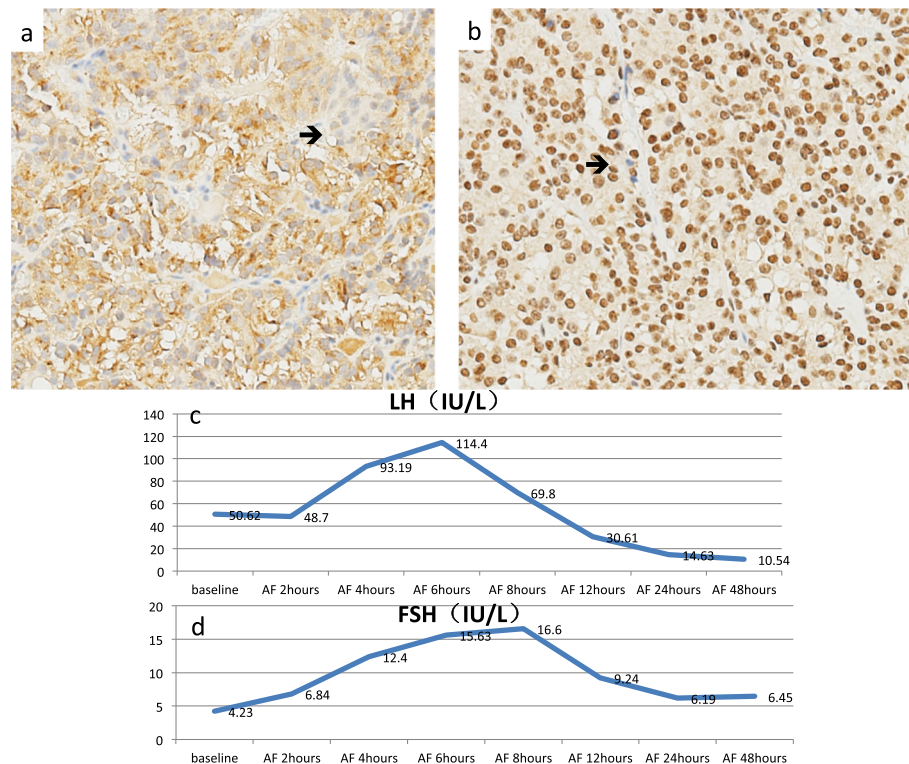 a
b
LH（IU/L）
c
140
120
100
80
60
40
20
0
50.62
48.7
93.19
114.4
69.8
30.61
14.63
10.54
baseline
AF 2hours
AF 4hours
AF 6hours
AF 8hours
AF 12hours
AF 24hours
AF 48hours
FSH（IU/L）
d
20
15
10
5
0
4.23
6.84
12.4
15.63
16.6
9.24
6.19
6.45
baseline
AF 2hours
AF 4hours
AF 6hours
AF 8hours
AF 12hours
AF 24hours
AF 48hours